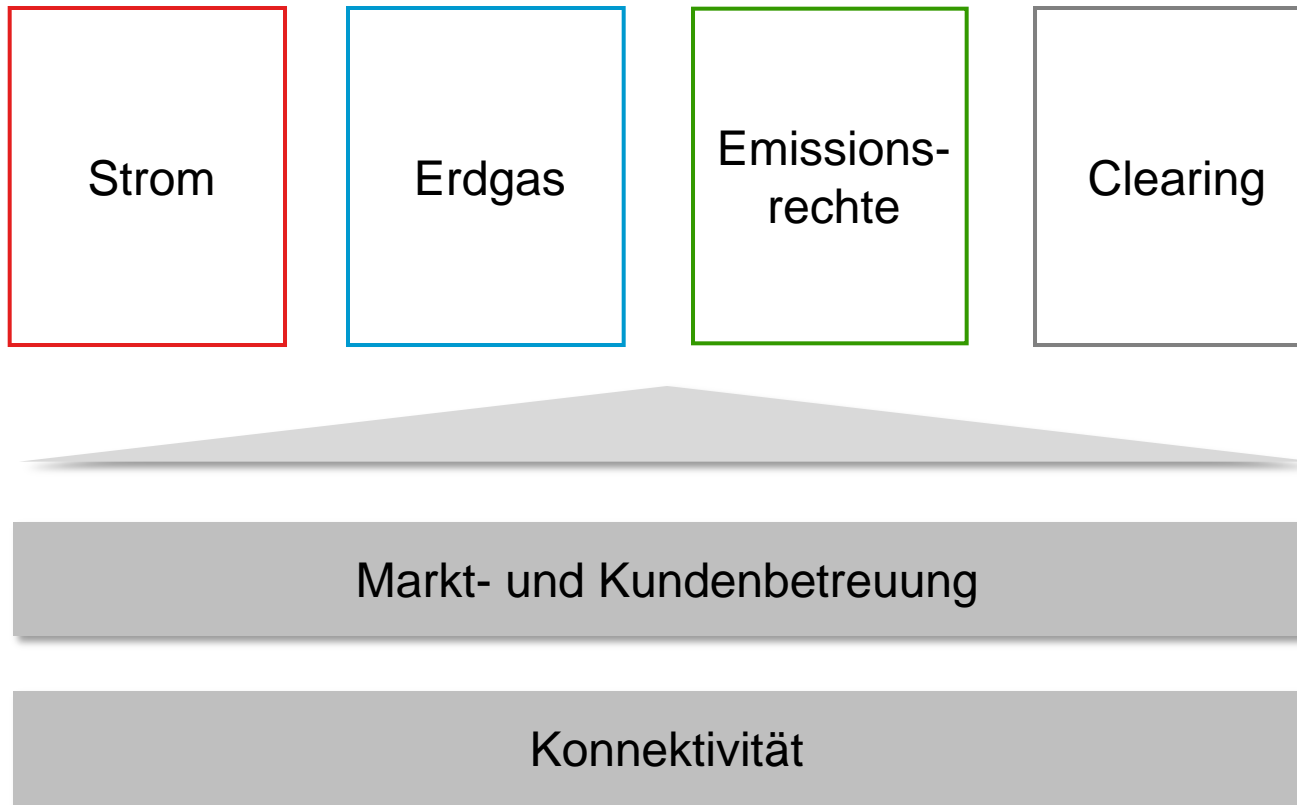 Strom
Erdgas
Emissions-
rechte
Clearing
Markt- und Kundenbetreuung
Konnektivität